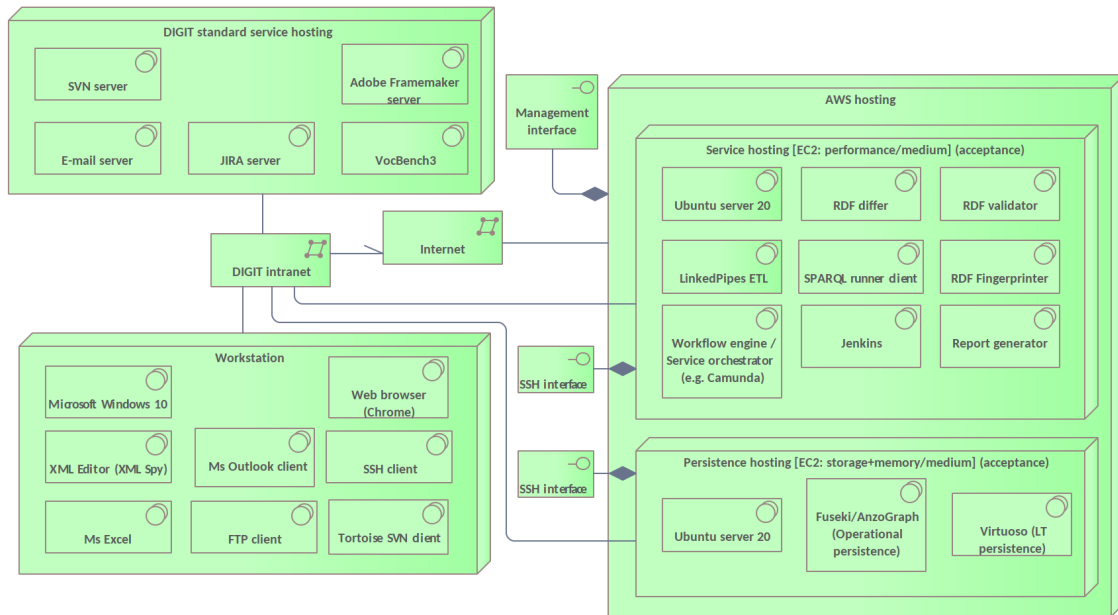 DIGIT standard service hosting
SVN server
Adobe Framemaker
server
E-mail server
JIRA server
VocBench3
Management
interface
AWS hosting
Service hosting [EC2: performance/medium] (acceptance)
Ubuntu server 20
RDF differ
RDF validator
DIGIT intranet
Internet
LinkedPipes ETL
SPARQL runner client
RDF Fingerprinter
Workflow engine /
Service orchestrator
(e.g. Camunda)
Jenkins
Report generator
SSH interface
Workstation
Microsoft Windows 10
Web browser
(Chrome)
XML Editor (XML Spy)
Ms Outlook client
SSH client
Ms Excel
FTP client
Tortoise SVN client
SSH interface
Persistence hosting [EC2: storage+memory/medium] (acceptance)
Ubuntu server 20
Fuseki/AnzoGraph
(Operational
persistence)
Virtuoso (LT
persistence)